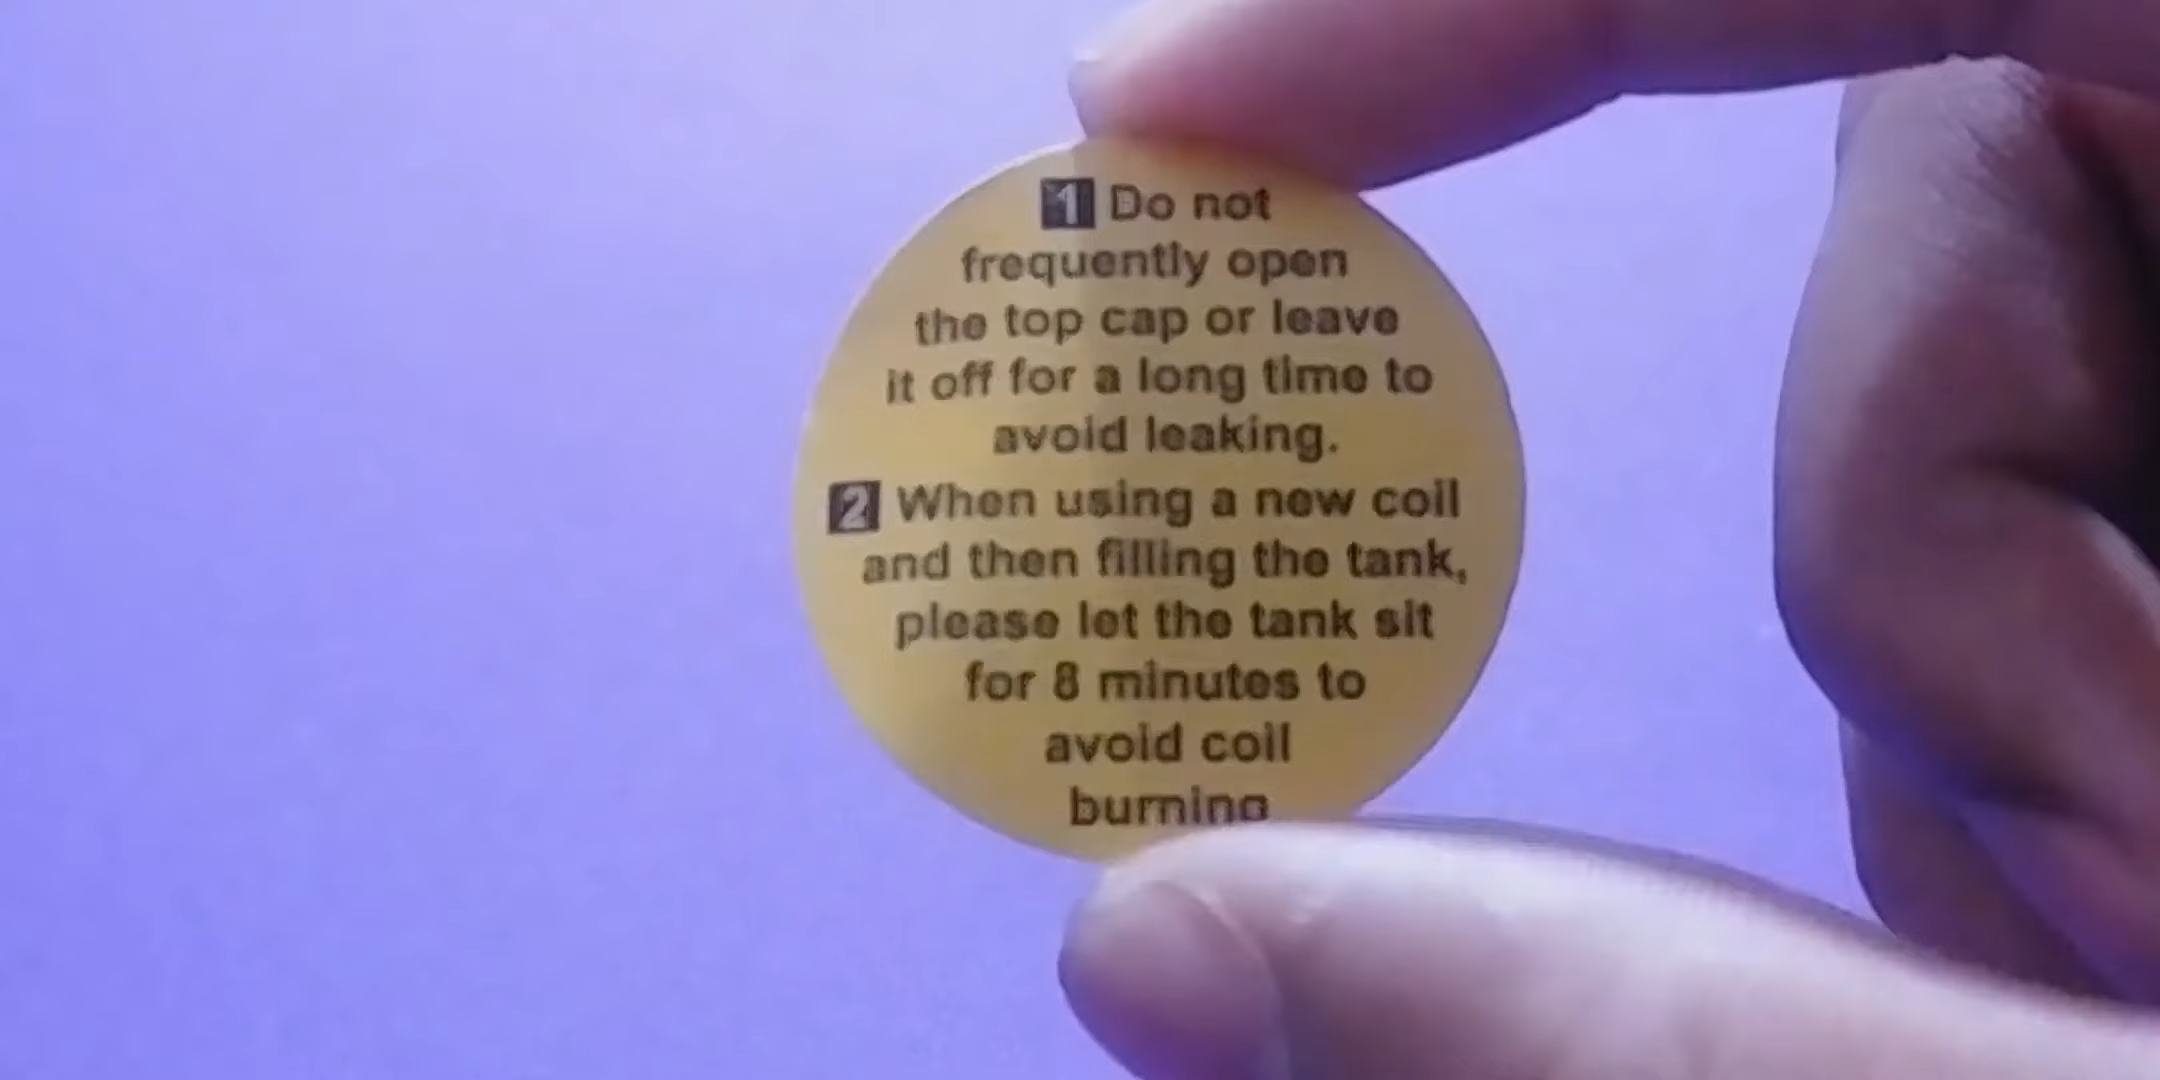 1 Do not
frequently open
the top cap or leave
it off for a long time to
avoid leaking.
2 When using a new coil
and then filling the tank,
please let the tank sit
for 8 minutes to
avoid coil
burning